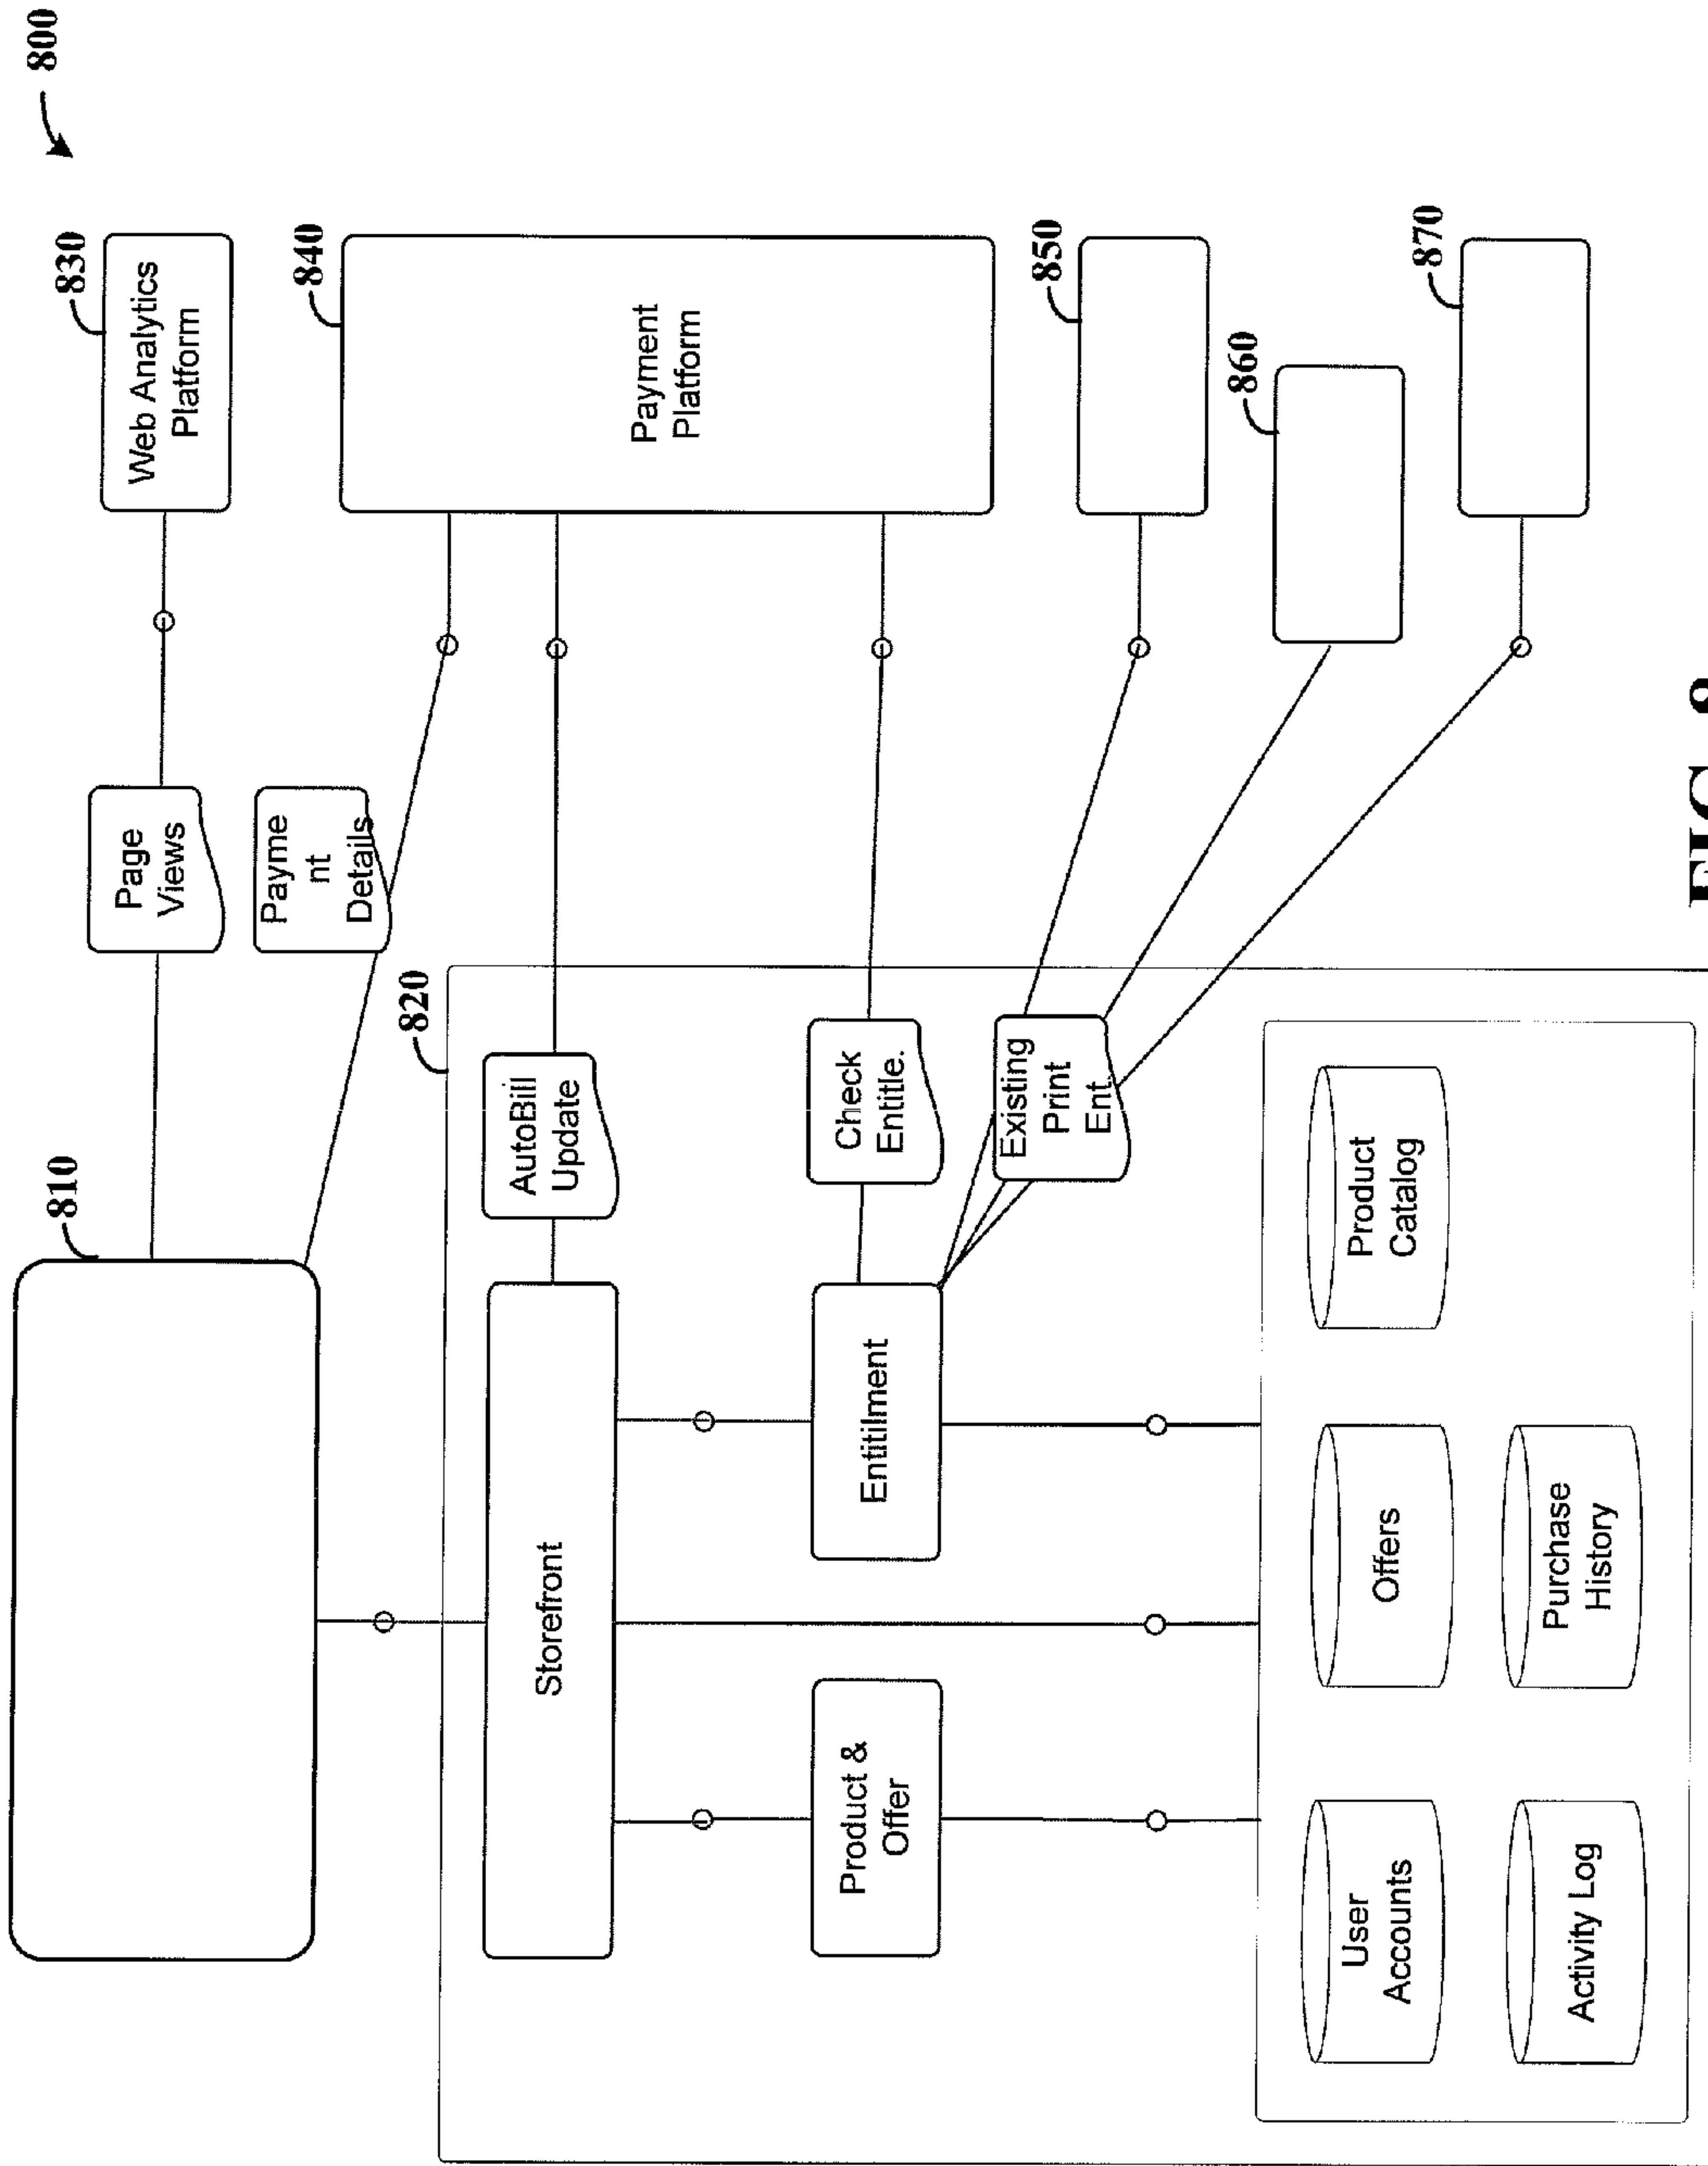 800
810
830
Web Analytics
Platform
Page
Views
Payme
nt
Details
840
Payment
Platform
820
Storefront
AutoBill
Update
Product &
Offer
Entitilment
Check
Entitle.
Existing
Print
Ent.
850
860
870
User
Accounts
Offers
Product
Catalog
Activity Log
Purchase
History